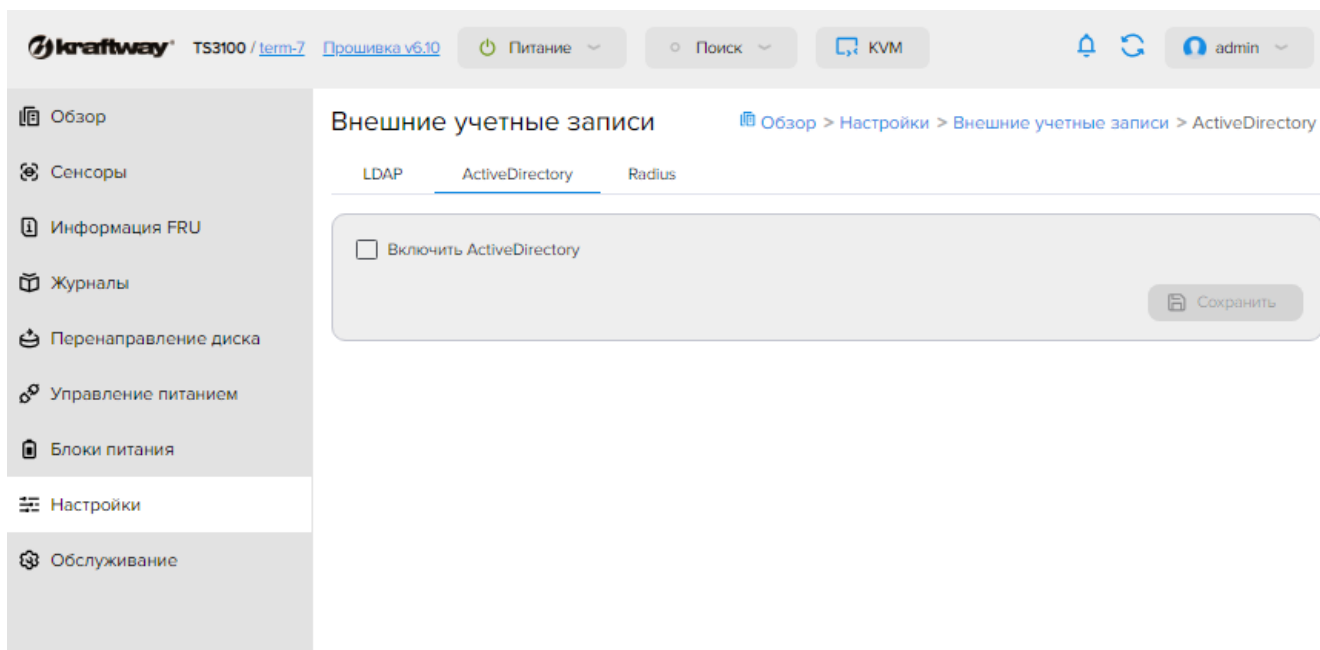 kraftway TS3100 / term-7 Прошивка v6.10 Питание Поиск KVM admin
Обзор
Сенсоры
Информация FRU
Журналы
Перенаправление диска
Управление питанием
Блоки питания
Настройки
Обслуживание
Внешние учетные записи
Обзор > Настройки > Внешние учетные записи > ActiveDirectory
LDAP ActiveDirectory Radius
Включить ActiveDirectory
Сохранить